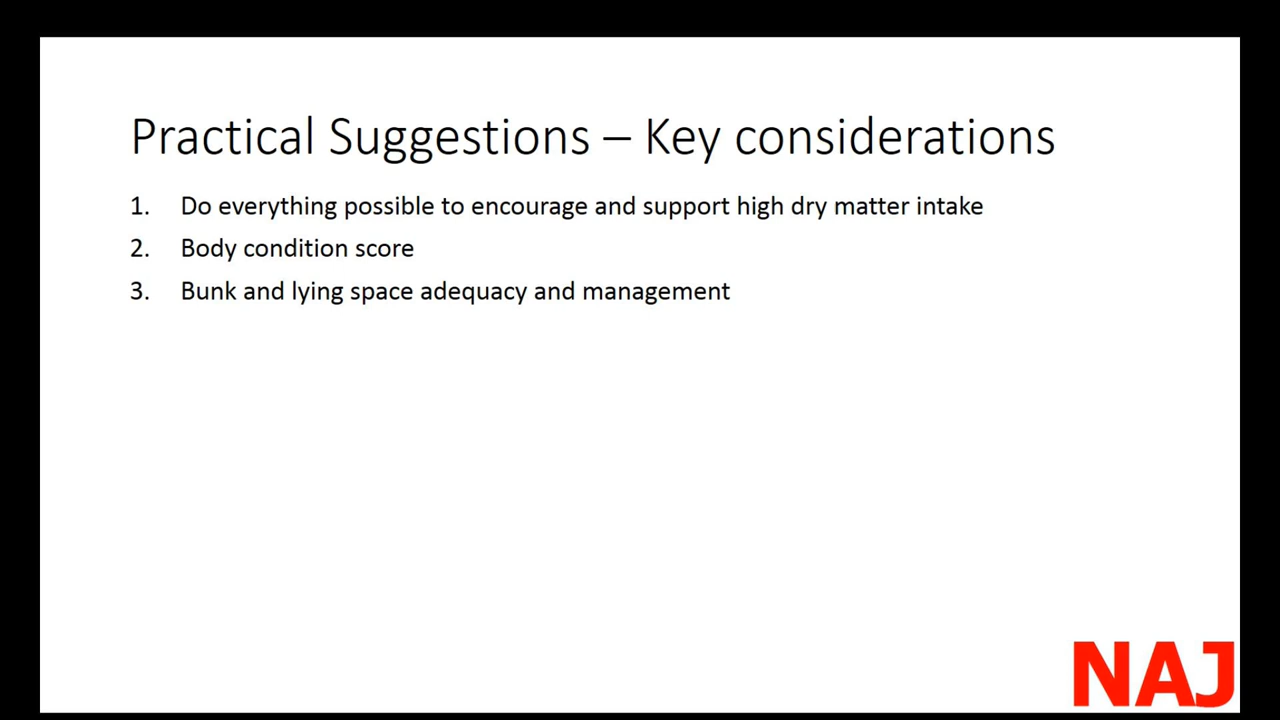 Practical Suggestions – Key considerations
1. Do everything possible to encourage and support high dry matter intake
2. Body condition score
3. Bunk and lying space adequacy and management
NAJ